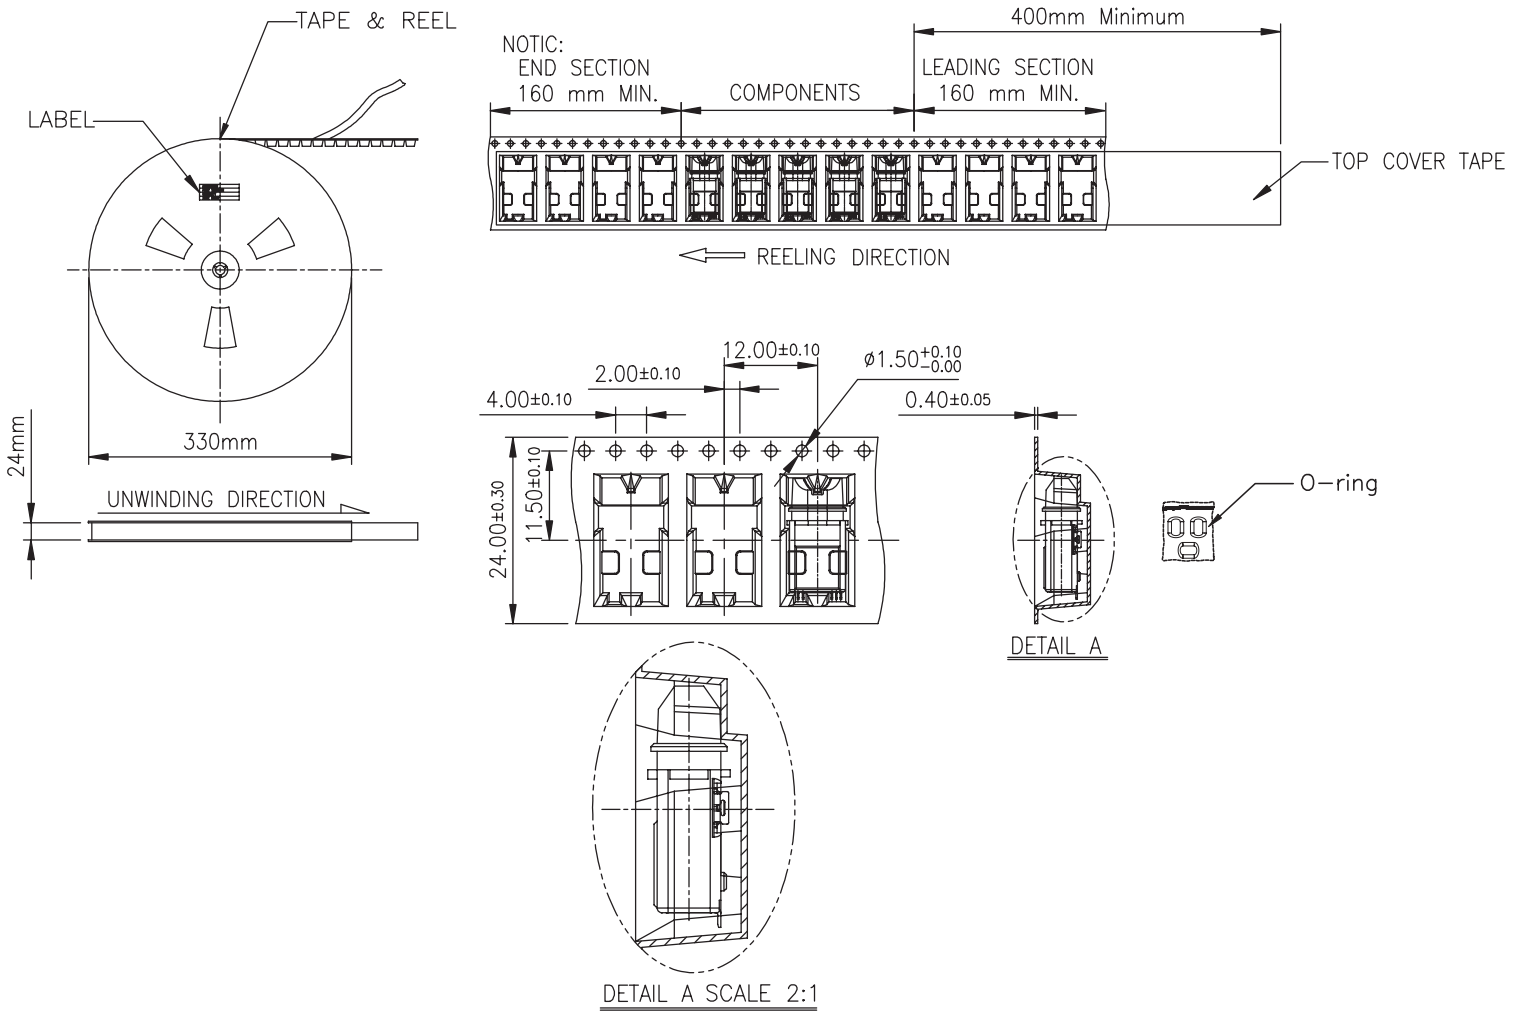 TAPE & REEL
LABEL
330mm
24mm
UNWINDING DIRECTION
NOTIC:
END SECTION
160 mm MIN.
COMPONENTS
LEADING SECTION
160 mm MIN.
400mm Minimum
TOP COVER TAPE
REELING DIRECTION
12.00±0.10
2.00±0.10
4.00±0.10
ø1.50+0.10
-0.00
0.40±0.05
24.00±0.30
11.50±0.10
O-ring
DETAIL A
DETAIL A SCALE 2:1